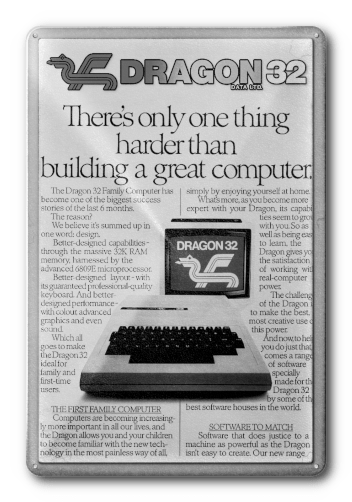 DRAGON 32
DATA LTD.
There's only one thing
harder than
building a great computer.
The Dragon 32 Family Computer has
become one of the biggest success
stories of the last 6 months.
The reason?
We believe it's summed up in
one word: design.
Better-designed capabilities -
through the massive 32K RAM
memory, harnessed by the
advanced 6809E microprocessor.
Better-designed layout - with
its guaranteed professional-quality
keyboard. And better-
designed performance -
with colour advanced
graphics and even
sound.
Which all
goes to make
the Dragon 32
ideal for
family and
first-time
users.
THE FIRST FAMILY COMPUTER
Computers are becoming increasing-
ly more important in all our lives, and
the Dragon allows you and your children
to become familiar with the new tech-
nology in the most painless way of all,
simply by enjoying yourself at home.
What's more, as you become more
expert with your Dragon, its capabi
ties seem to grow
with you. So as
well as being eas
to learn, the
Dragon gives yo
the satisfaction
of working wit
real-computer
power.
The challeng
of the Dragon i
to make the best,
most creative use o
this power.
And now, to hel
you do just that,
comes a range
of software
specially
made for th
Dragon 32
by some of th
best software houses in the world.
SOFTWARE TO MATCH
Software that does justice to a
machine as powerful as the Dragon
isn't easy to create. Our new range
DRAGON 32